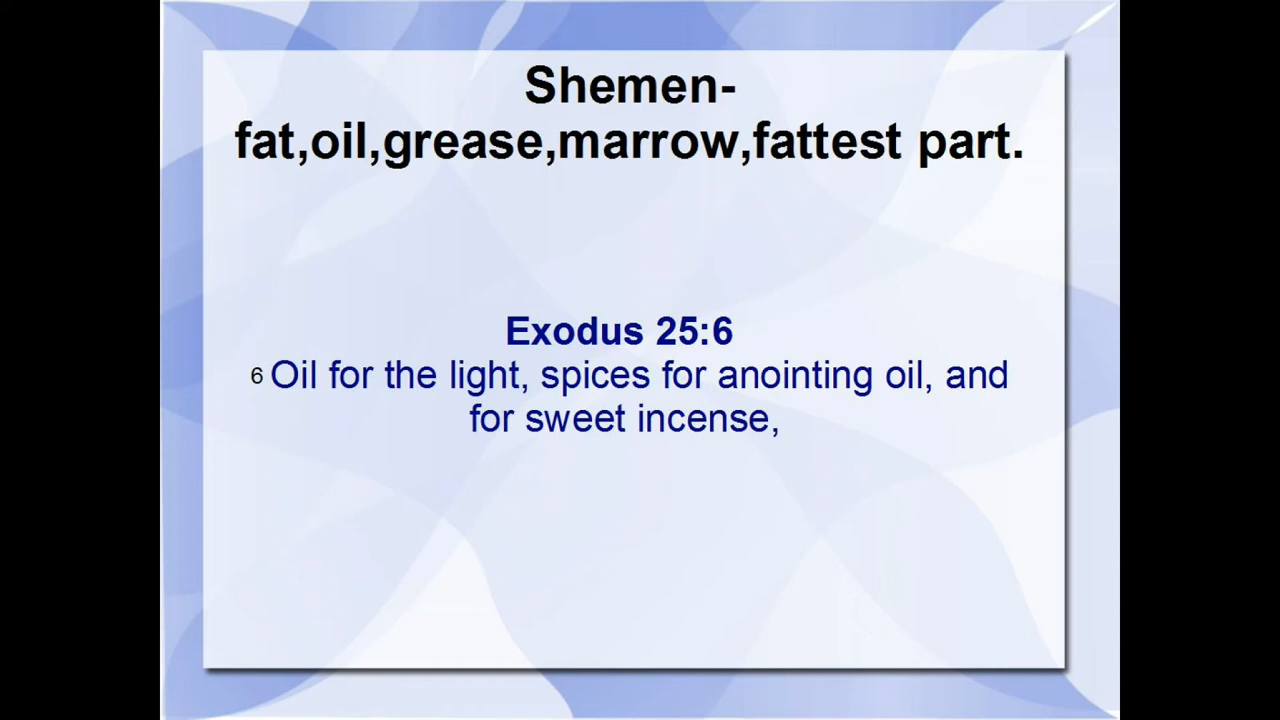 Shemen-
fat,oil,grease,marrow,fattest part.
Exodus 25:6
6 Oil for the light, spices for anointing oil, and
for sweet incense,